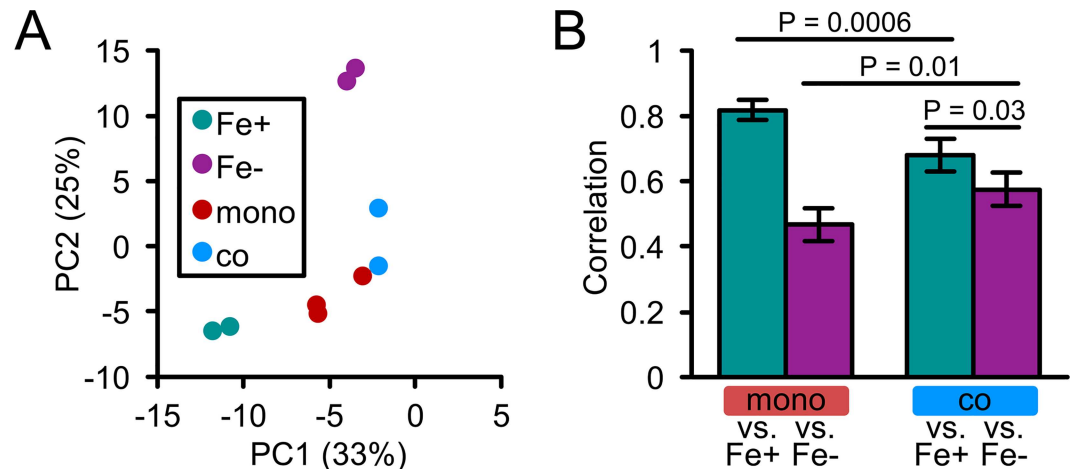 A
PC2 (25%)
15
10
5
0
-5
-10
Fe+
Fe-
mono
co
-15 -10 -5 0 5
PC1 (33%)
B
Correlation
1
0.8
0.6
0.4
0.2
0
P = 0.0006
P = 0.01
P = 0.03
mono co
vs. vs. vs. vs.
Fe+ Fe- Fe+ Fe-